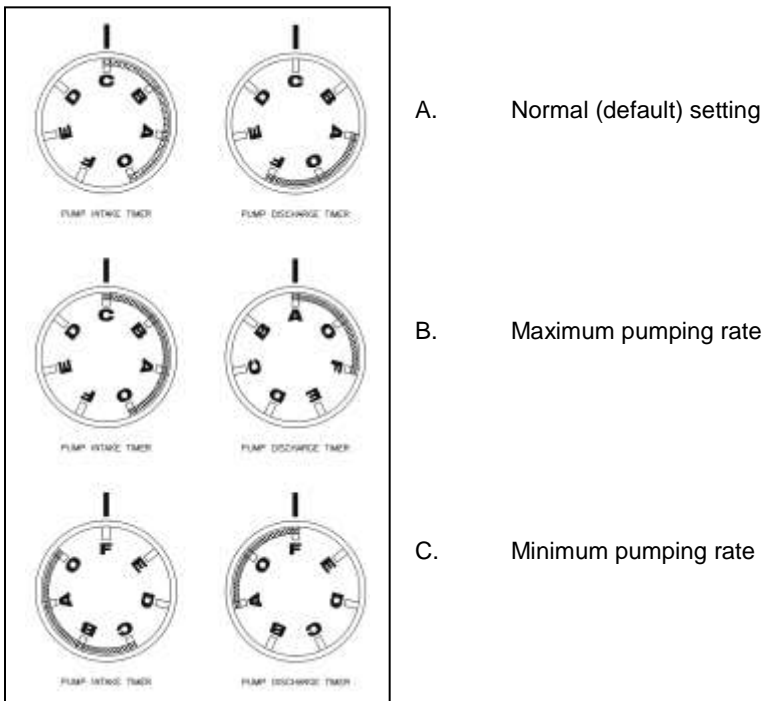 C B A O F E D
C B A O F E D
PUMP INTAKE TIMER PUMP DISCHARGE TIMER
A. Normal (default) setting
C B A O F E D
A O F E D C B
PUMP INTAKE TIMER PUMP DISCHARGE TIMER
B. Maximum pumping rate
F E D C B A O
F E D C B A O
PUMP INTAKE TIMER PUMP DISCHARGE TIMER
C. Minimum pumping rate